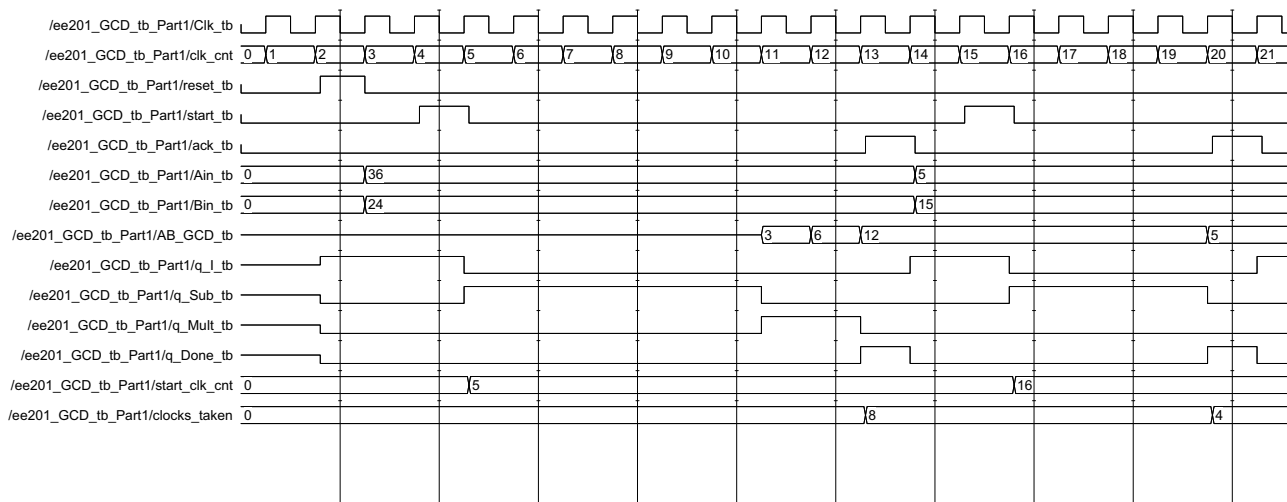 /ee201_GCD_tb_Part1/Clk_tb
/ee201_GCD_tb_Part1/clk_cnt 0 1 2 3 4 5 6 7 8 9 10 11 12 13 14 15 16 17 18 19 20 21
/ee201_GCD_tb_Part1/reset_tb
/ee201_GCD_tb_Part1/start_tb
/ee201_GCD_tb_Part1/ack_tb
/ee201_GCD_tb_Part1/Ain_tb 0 36 5
/ee201_GCD_tb_Part1/Bin_tb 0 24 15
/ee201_GCD_tb_Part1/AB_GCD_tb 3 6 12 5
/ee201_GCD_tb_Part1/q_I_tb
/ee201_GCD_tb_Part1/q_Sub_tb
/ee201_GCD_tb_Part1/q_Mult_tb
/ee201_GCD_tb_Part1/q_Done_tb
/ee201_GCD_tb_Part1/start_clk_cnt 0 5 16
/ee201_GCD_tb_Part1/clocks_taken 0 8 4